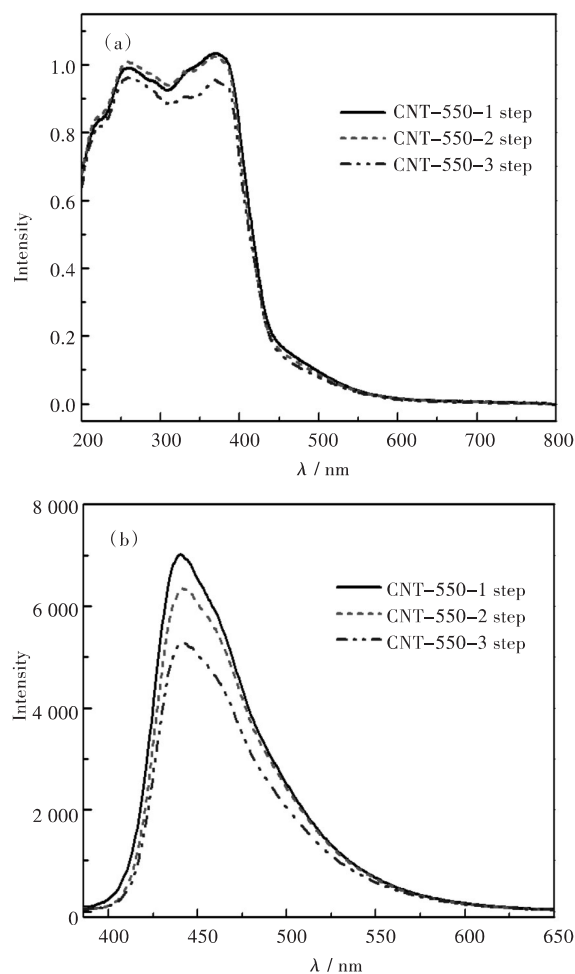 (a)
1.0
0.8
0.6
0.4
0.2
0.0
Intensity
CNT-550-1 step
CNT-550-2 step
CNT-550-3 step
200 300 400 500 600 700 800
λ / nm
(b)
8 000
6 000
4 000
2 000
0
Intensity
CNT-550-1 step
CNT-550-2 step
CNT-550-3 step
400 450 500 550 600 650
λ / nm